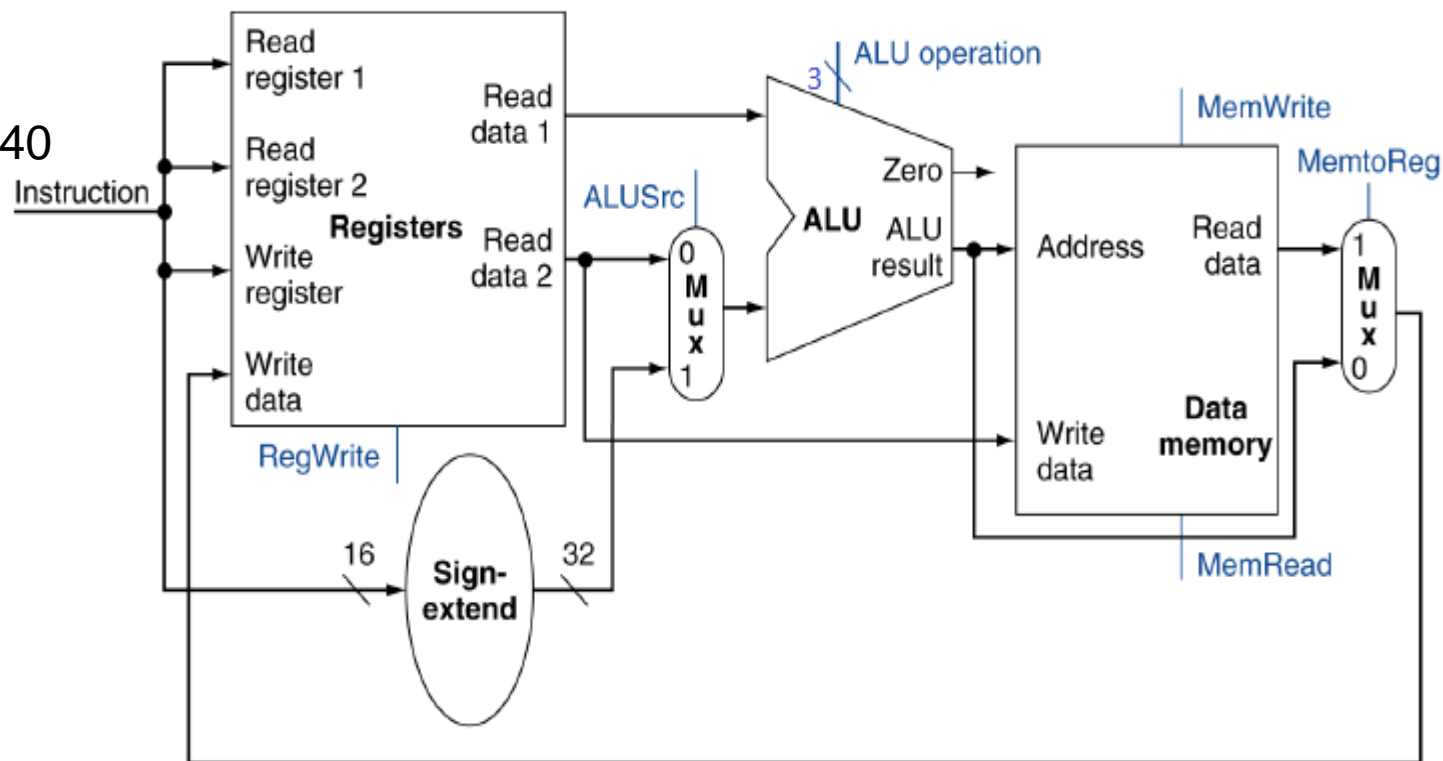 40
Instruction
Read
register 1
Read
register 2
Write
register
Write
data
Registers
Read
data 1
Read
data 2
RegWrite
16
Sign-
extend
32
ALUSrc
0
M
u
x
1
3
ALU operation
ALU
Zero
ALU
result
MemWrite
Address
Read
data
Write
data
Data
memory
MemRead
MemtoReg
1
M
u
x
0